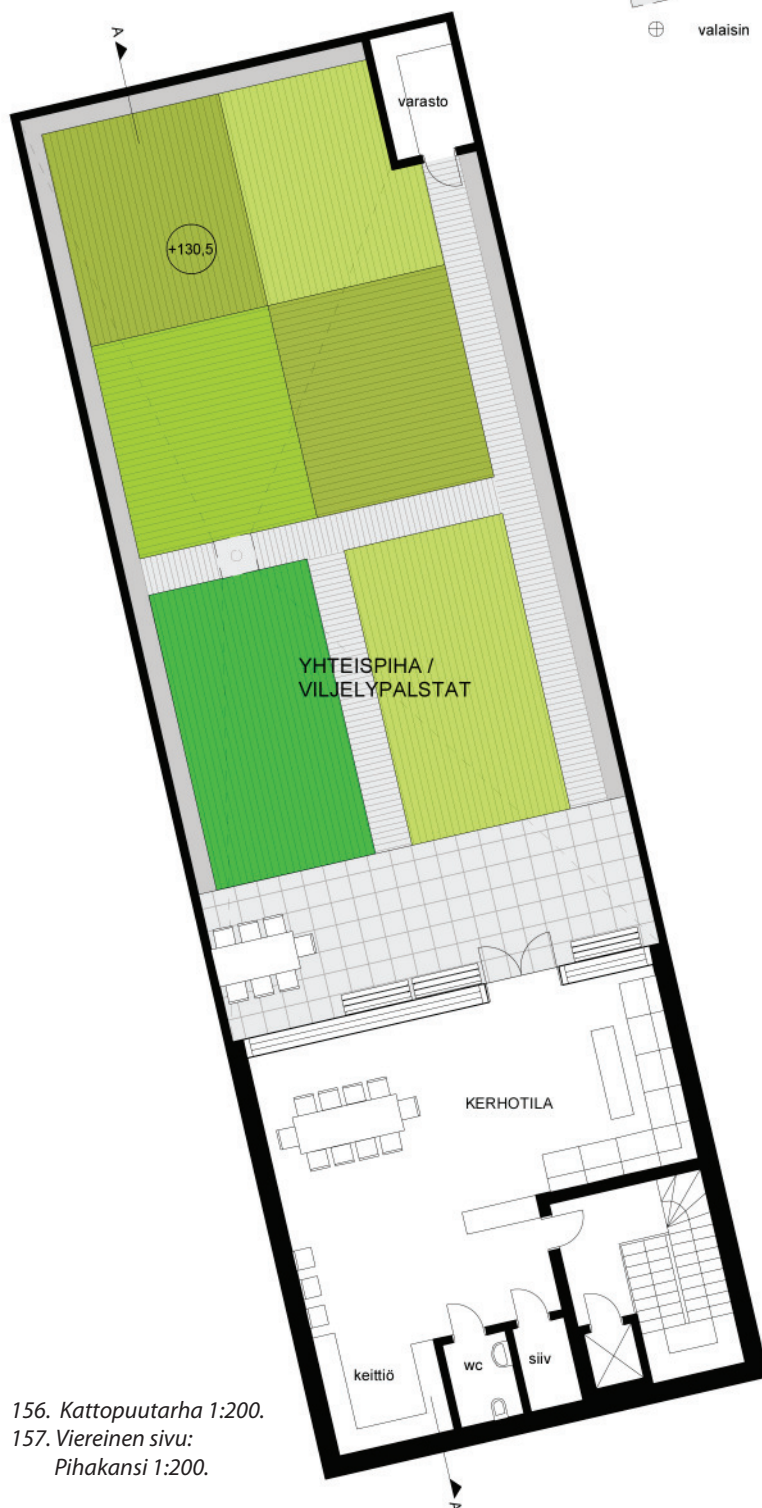 valaisin
A
varasto
+130,5
YHTEISPIHA /
VILJELYPALSTAT
KERHOTILA
keittiö
wc
siiv
A
156. Kattopuutarha 1:200.
157. Viereinen sivu:
Pihakansi 1:200.